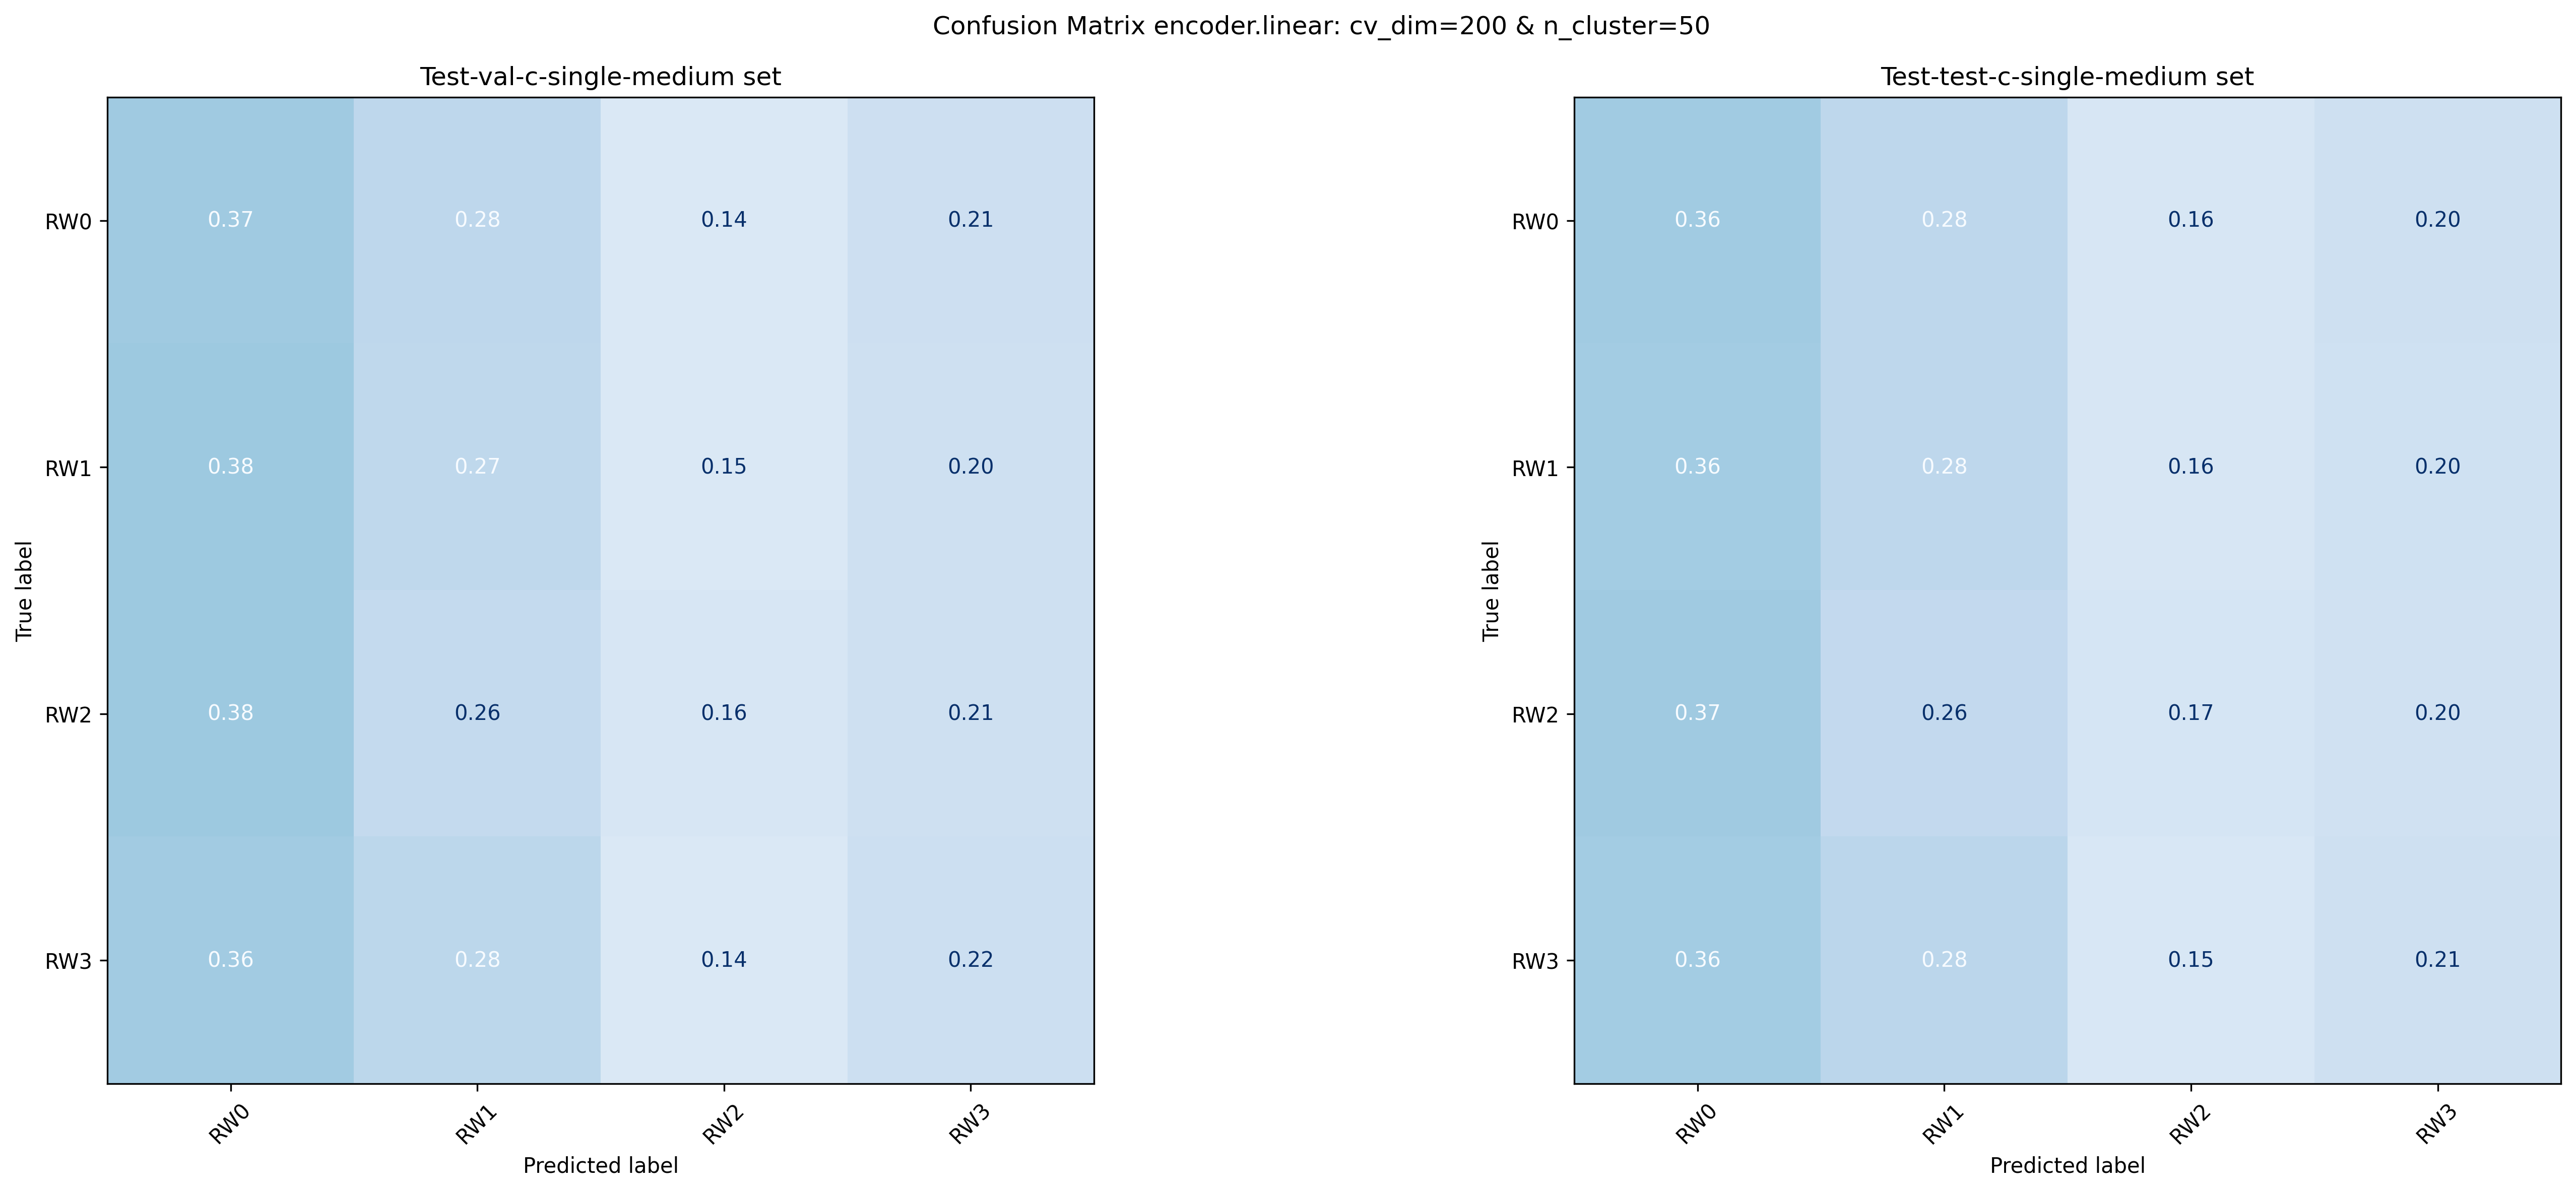 Confusion Matrix encoder.linear: cv_dim=200 & n_cluster=50
Test-val-c-single-medium set
True label
RW0 0.37 0.28 0.14 0.21
RW1 0.38 0.27 0.15 0.20
RW2 0.38 0.26 0.16 0.21
RW3 0.36 0.28 0.14 0.22
RW0 RW1 RW2 RW3
Predicted label
Test-test-c-single-medium set
True label
RW0 0.36 0.28 0.16 0.20
RW1 0.36 0.28 0.16 0.20
RW2 0.37 0.26 0.17 0.20
RW3 0.36 0.28 0.15 0.21
RW0 RW1 RW2 RW3
Predicted label